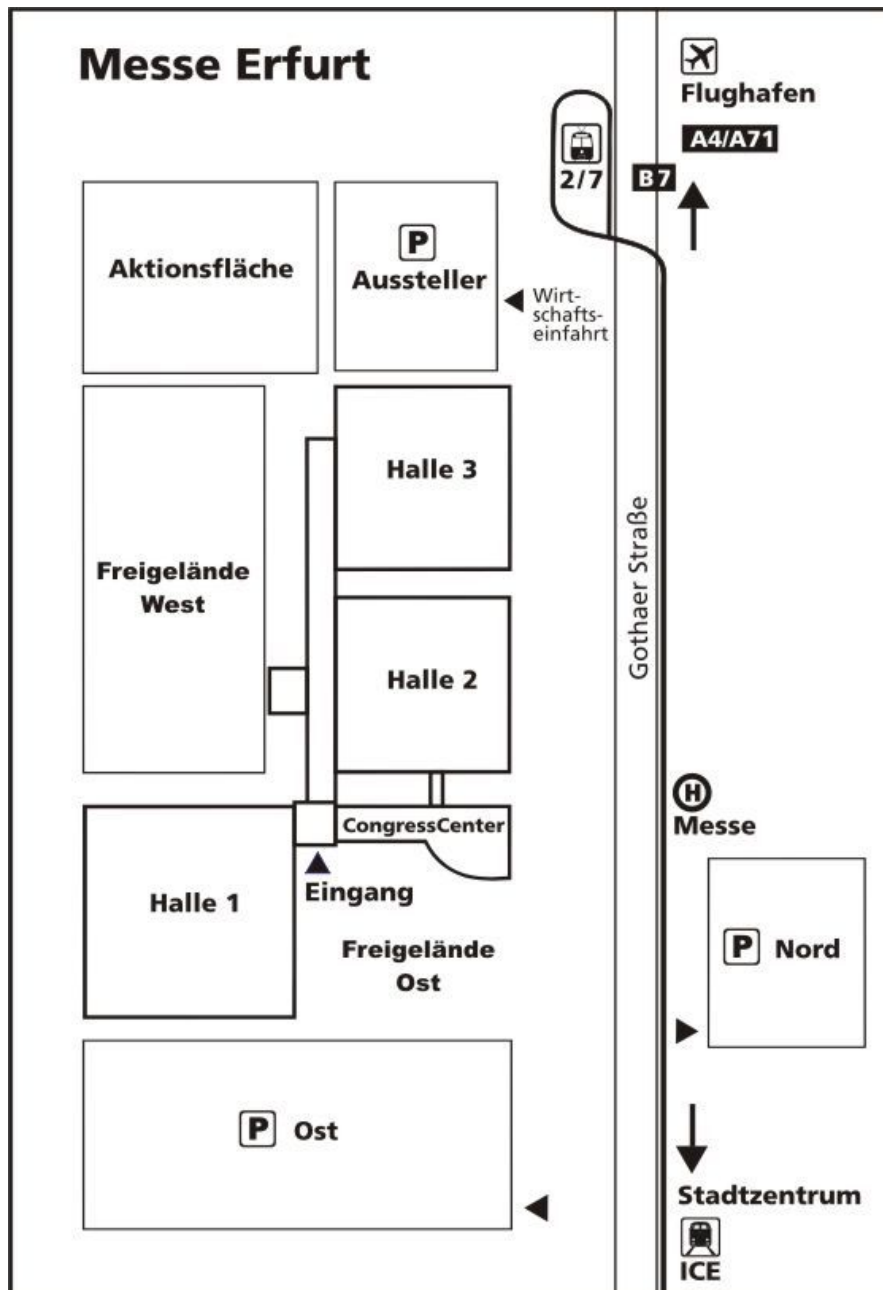 Messe Erfurt
Flughafen
A4/A71
2/7
B7
Aktionsfläche
P
Aussteller
Wirt-
schafts-
einfahrt
Halle 3
Gothaer Straße
Freigelände
West
Halle 2
H
Messe
CongressCenter
Eingang
Halle 1
Freigelände
Ost
P Nord
P Ost
Stadtzentrum
ICE